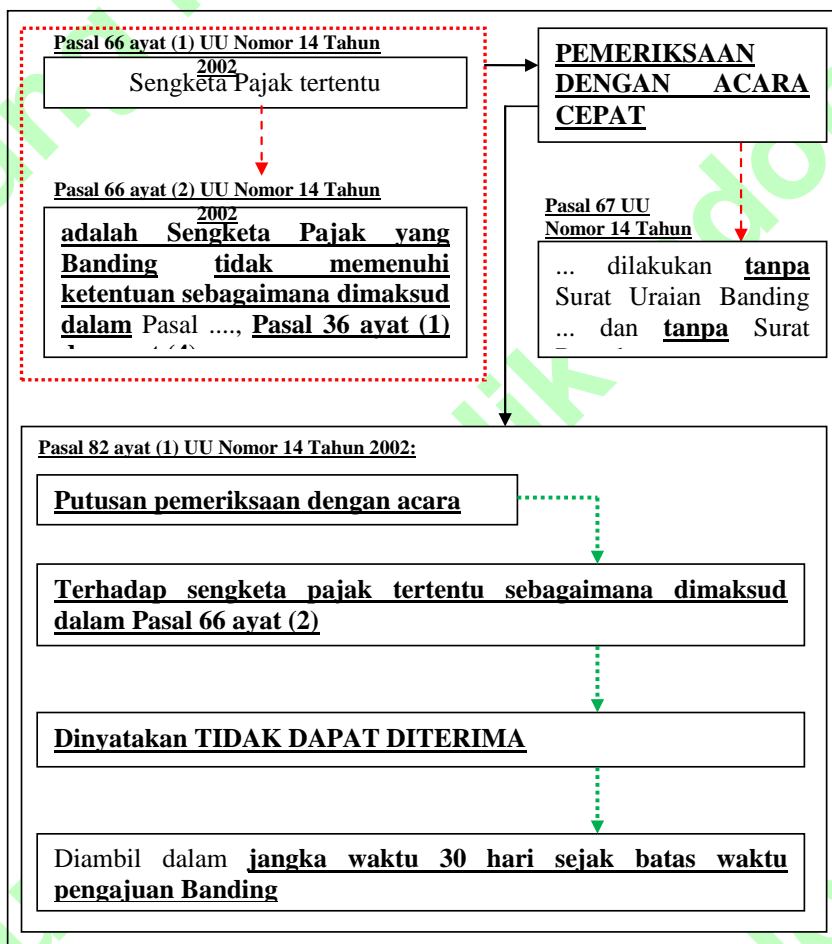 Pasal 66 ayat (1) UU Nomor 14 Tahun
2002
Sengketa Pajak tertentu
Pasal 66 ayat (2) UU Nomor 14 Tahun
2002
adalah Sengketa Pajak yang
Banding tidak memenuhi
ketentuan sebagaimana dimaksud
dalam Pasal ...., Pasal 36 ayat (1)
PEMERIKSAAN
DENGAN ACARA
CEPAT
Pasal 67 UU
Nomor 14 Tahun
... dilakukan tanpa
Surat Uraian Banding
... dan tanpa Surat
Pasal 82 ayat (1) UU Nomor 14 Tahun 2002:
Putusan pemeriksaan dengan acara
Terhadap sengketa pajak tertentu sebagaimana dimaksud
dalam Pasal 66 ayat (2)
Dinyatakan TIDAK DAPAT DITERIMA
Diambil dalam jangka waktu 30 hari sejak batas waktu
pengajuan Banding